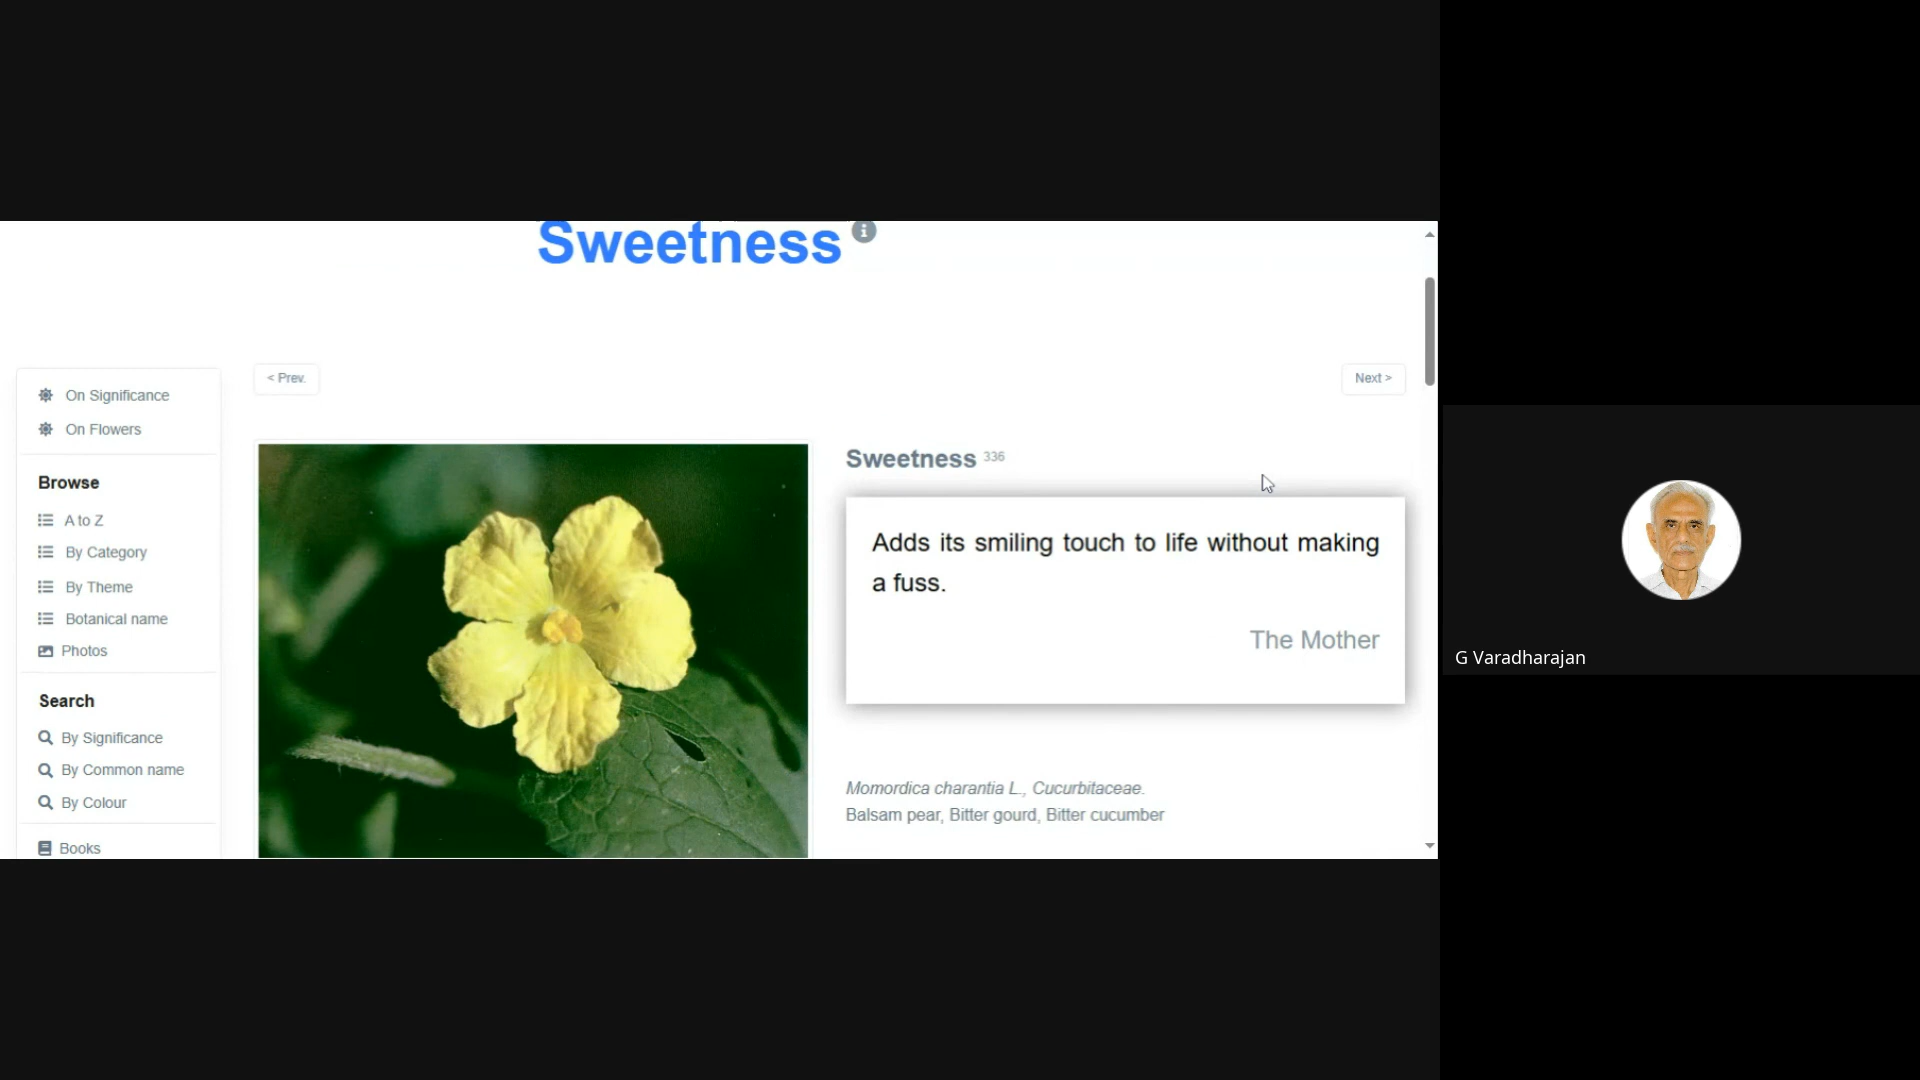 Sweetness
On Significance
On Flowers
Browse
A to Z
By Category
By Theme
Botanical name
Photos
Search
By Significance
By Common name
By Colour
Books
< Prev.
Next >
Sweetness 336
Adds its smiling touch to life without making
a fuss.
The Mother
Momordica charantia L., Cucurbitaceae.
Balsam pear, Bitter gourd, Bitter cucumber
G Varadharajan